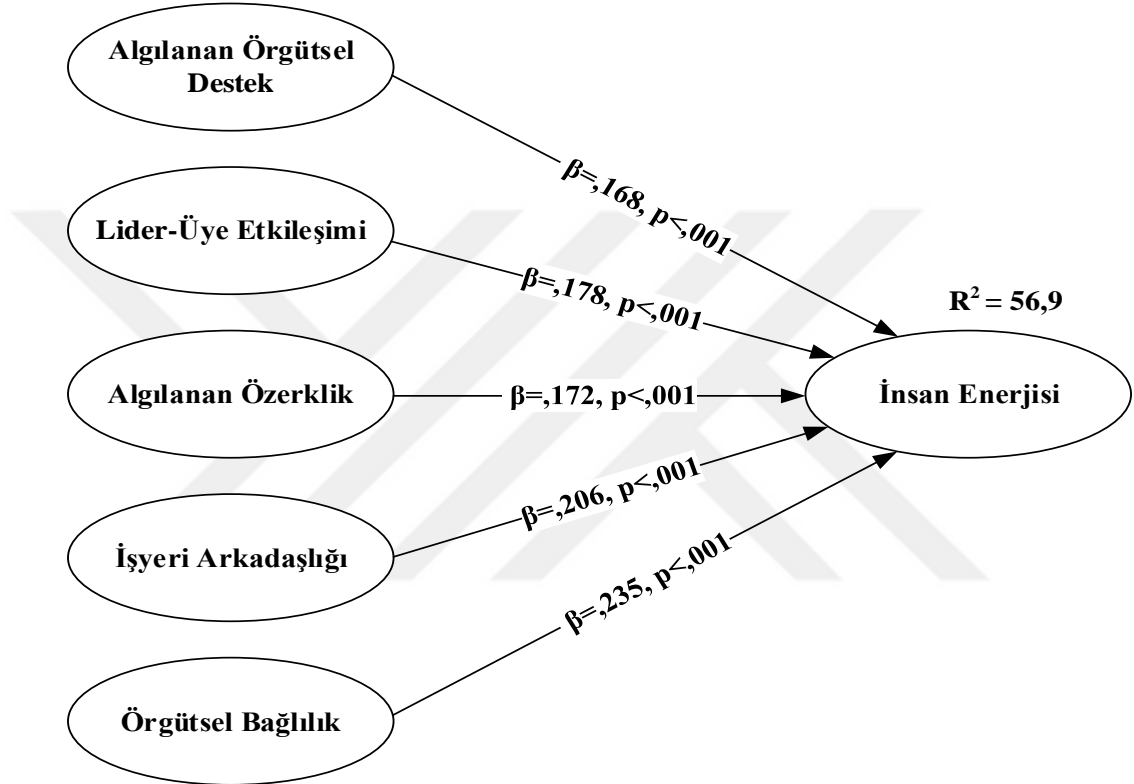 Algılanan Örgütsel
Destek
β=,168, p<,001
Lider-Üye Etkileşimi
β=,178, p<,001
R² = 56,9
Algılanan Özerklik
β=,172, p<,001
İnsan Enerjisi
İşyeri Arkadaşlığı
β=,206, p<,001
β=,235, p<,001
Örgütsel Bağlılık